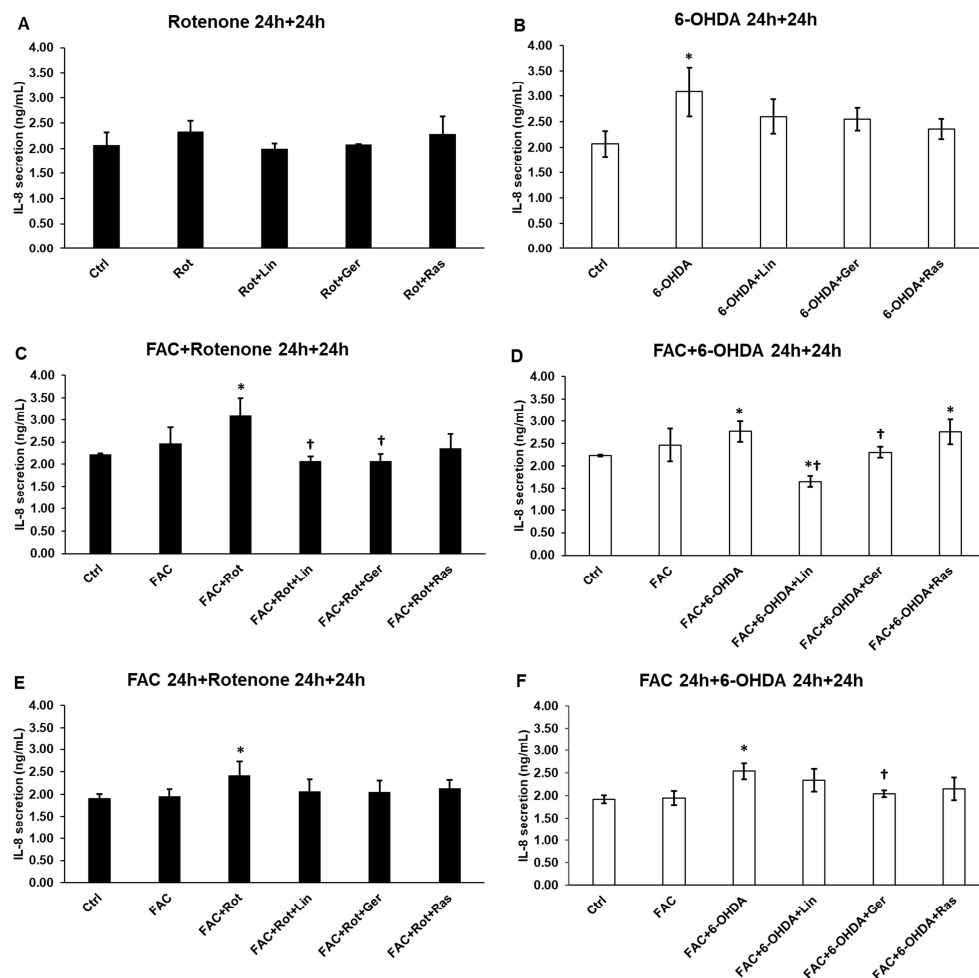 A
Rotenone 24h+24h
IL-8 secretion (ng/mL)
4.00
3.50
3.00
2.50
2.00
1.50
1.00
0.50
0.00
Ctrl
Rot
Rot+Lin
Rot+Ger
Rot+Ras
B
6-OHDA 24h+24h
IL-8 secretion (ng/mL)
4.00
3.50
3.00
2.50
2.00
1.50
1.00
0.50
0.00
*
Ctrl
6-OHDA
6-OHDA+Lin
6-OHDA+Ger
6-OHDA+Ras
C
FAC+Rotenone 24h+24h
IL-8 secretion (ng/mL)
4.00
3.50
3.00
2.50
2.00
1.50
1.00
0.50
0.00
*
†
†
Ctrl
FAC
FAC+Rot
FAC+Rot+Lin
FAC+Rot+Ger
FAC+Rot+Ras
D
FAC+6-OHDA 24h+24h
IL-8 secretion (ng/mL)
4.00
3.50
3.00
2.50
2.00
1.50
1.00
0.50
0.00
*
*†
†
*
Ctrl
FAC
FAC+6-OHDA
FAC+6-OHDA+Lin
FAC+6-OHDA+Ger
FAC+6-OHDA+Ras
E
FAC 24h+Rotenone 24h+24h
IL-8 secretion (ng/mL)
4.00
3.50
3.00
2.50
2.00
1.50
1.00
0.50
0.00
*
Ctrl
FAC
FAC+Rot
FAC+Rot+Lin
FAC+Rot+Ger
FAC+Rot+Ras
F
FAC 24h+6-OHDA 24h+24h
IL-8 secretion (ng/mL)
4.00
3.50
3.00
2.50
2.00
1.50
1.00
0.50
0.00
*
†
Ctrl
FAC
FAC+6-OHDA
FAC+6-OHDA+Lin
FAC+6-OHDA+Ger
FAC+6-OHDA+Ras